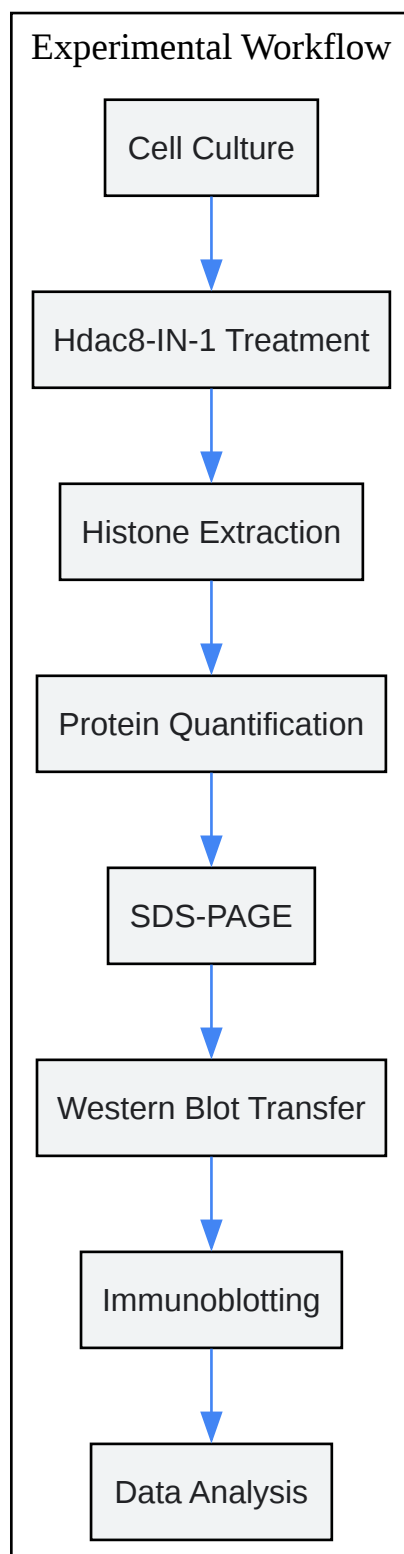 Experimental Workflow
Cell Culture
Hdac8-IN-1 Treatment
Histone Extraction
Protein Quantification
SDS-PAGE
Western Blot Transfer
Immunoblotting
Data Analysis